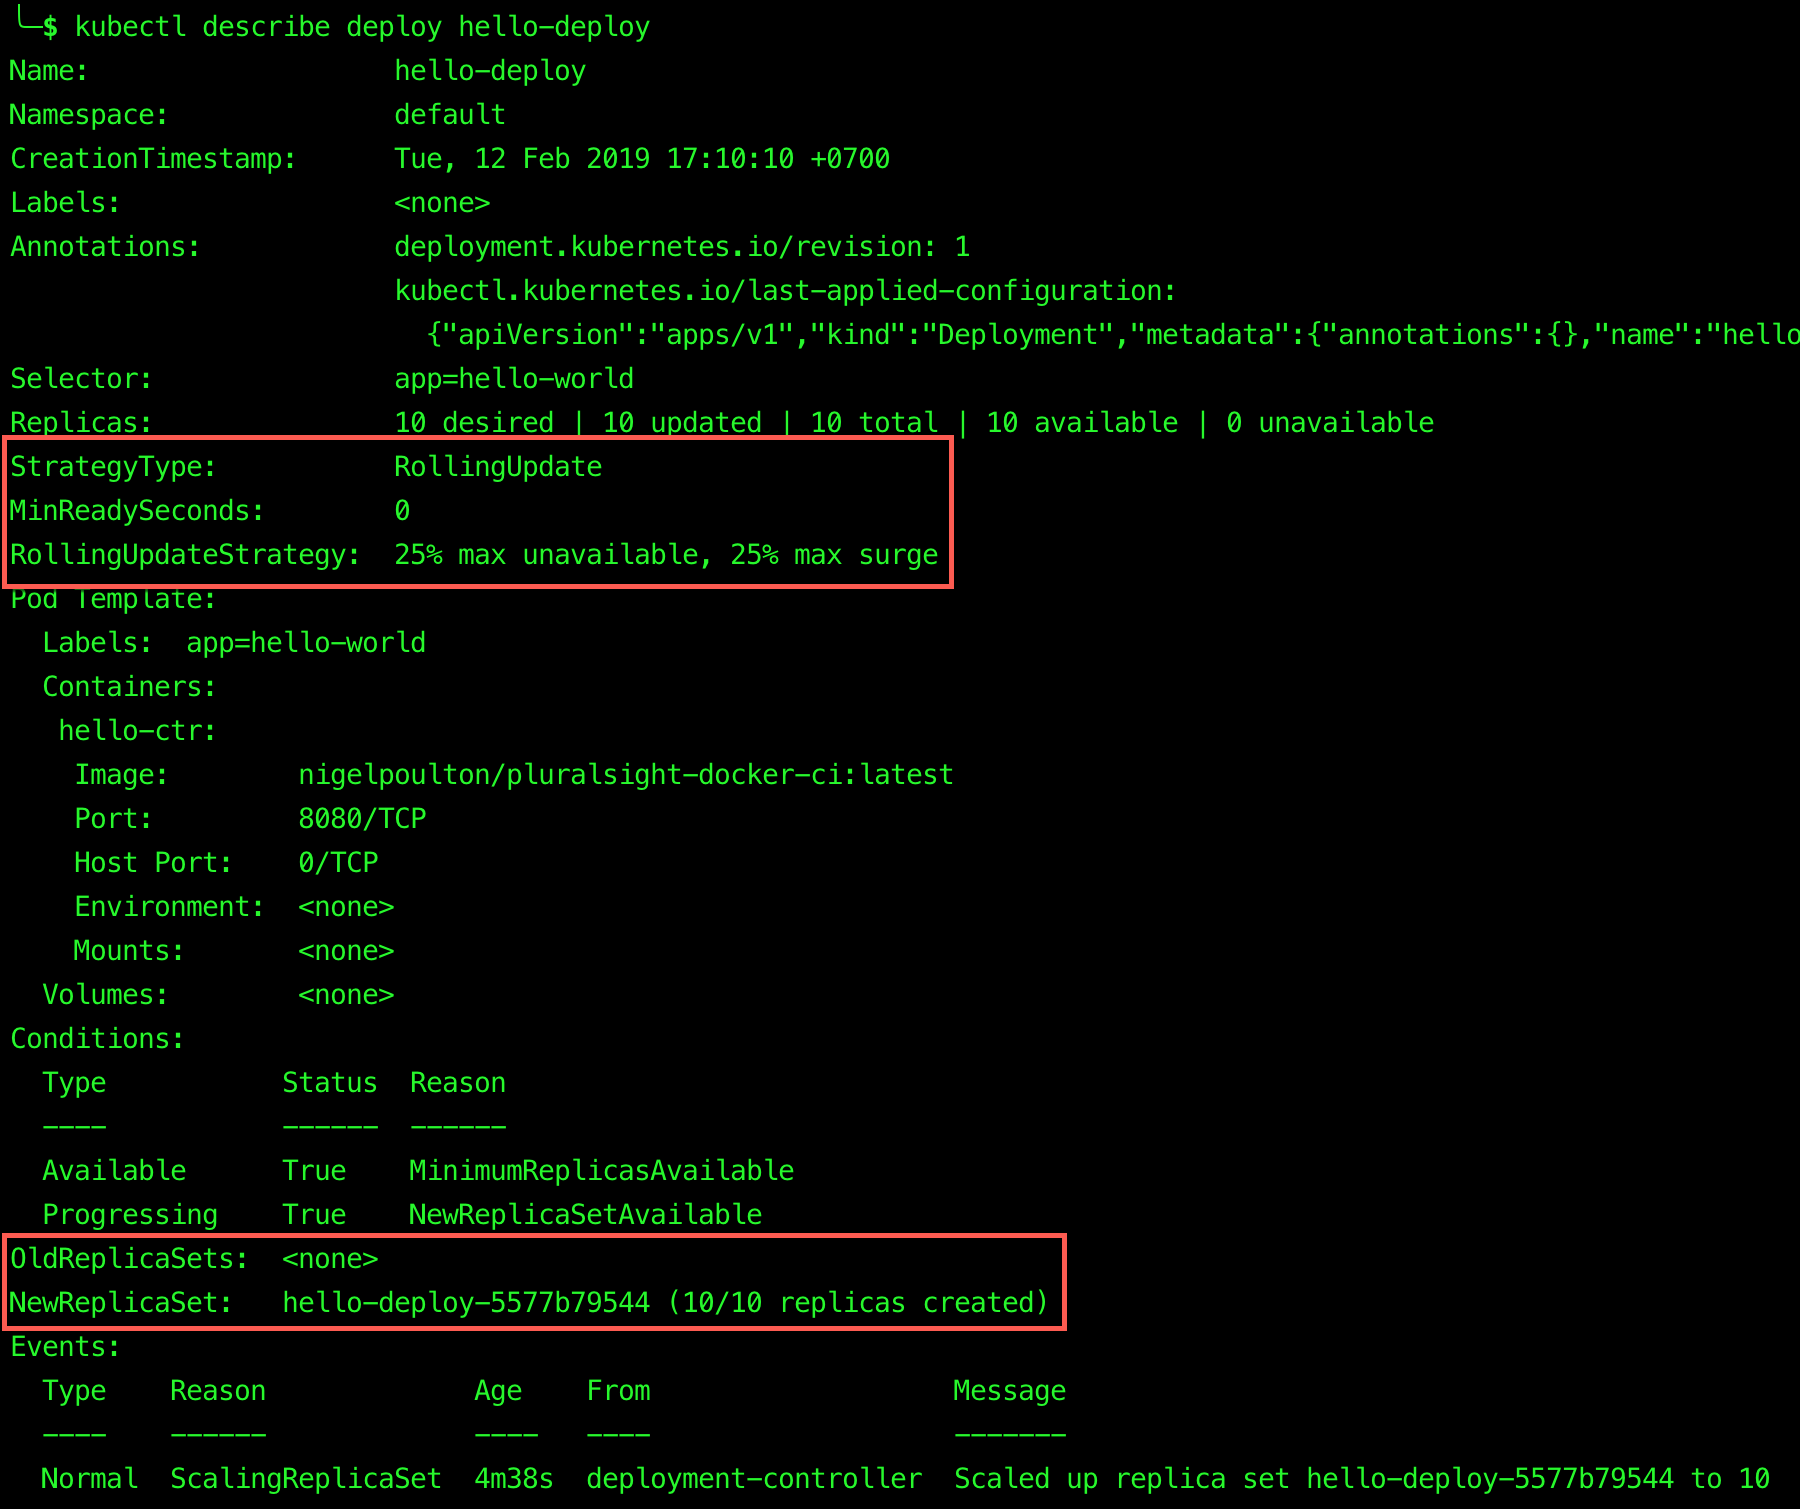 ╰─$ kubectl describe deploy hello-deploy
Name:                   hello-deploy
Namespace:              default
CreationTimestamp:      Tue, 12 Feb 2019 17:10:10 +0700
Labels:                 <none>
Annotations:            deployment.kubernetes.io/revision: 1
                        kubectl.kubernetes.io/last-applied-configuration:
                          {"apiVersion":"apps/v1","kind":"Deployment","metadata":{"annotations":{},"name":"hello
Selector:               app=hello-world
Replicas:               10 desired | 10 updated | 10 total | 10 available | 0 unavailable
StrategyType:           RollingUpdate
MinReadySeconds:        0
RollingUpdateStrategy:  25% max unavailable, 25% max surge
Pod Template:
  Labels:  app=hello-world
  Containers:
   hello-ctr:
    Image:        nigelpoulton/pluralsight-docker-ci:latest
    Port:         8080/TCP
    Host Port:    0/TCP
    Environment:  <none>
    Mounts:       <none>
  Volumes:        <none>
Conditions:
  Type           Status  Reason
  ----           ------  ------
  Available      True    MinimumReplicasAvailable
  Progressing    True    NewReplicaSetAvailable
OldReplicaSets:  <none>
NewReplicaSet:   hello-deploy-5577b79544 (10/10 replicas created)
Events:
  Type    Reason             Age    From                   Message
  ----    ------             ----   ----                   -------
  Normal  ScalingReplicaSet  4m38s  deployment-controller  Scaled up replica set hello-deploy-5577b79544 to 10